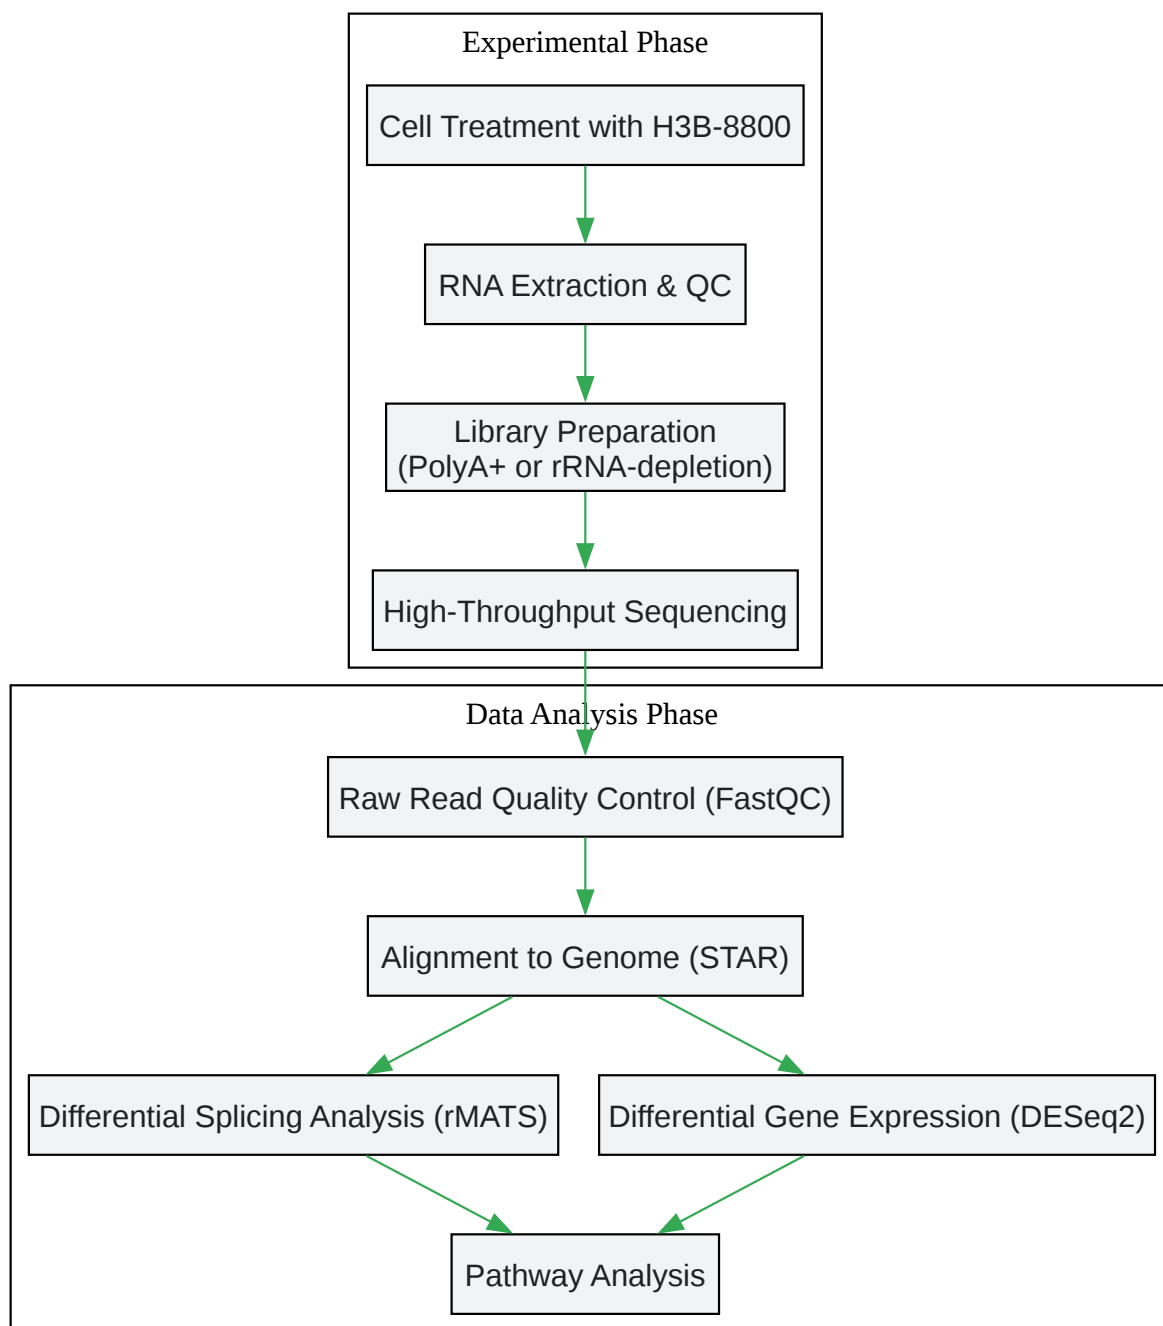 Experimental Phase
Cell Treatment with H3B-8800
RNA Extraction & QC
Library Preparation
(PolyA+ or rRNA-depletion)
High-Throughput Sequencing
Data Analysis Phase
Raw Read Quality Control (FastQC)
Alignment to Genome (STAR)
Differential Splicing Analysis (rMATS)
Differential Gene Expression (DESeq2)
Pathway Analysis